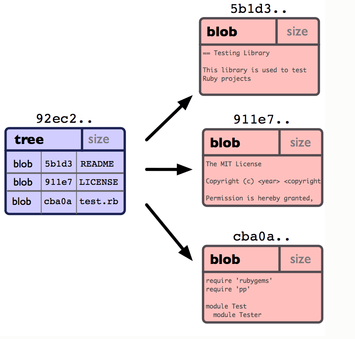 5b1d3..
blob size
== Testing Library
This library is used to test
Ruby projects
92ec2..
tree size
blob 5b1d3 README
blob 911e7 LICENSE
blob cba0a test.rb
911e7..
blob size
The MIT License
Copyright (c) <year> <copyright
Permission is hereby granted,
cba0a..
blob size
require 'rubygems'
require 'pp'
module Test
module Tester